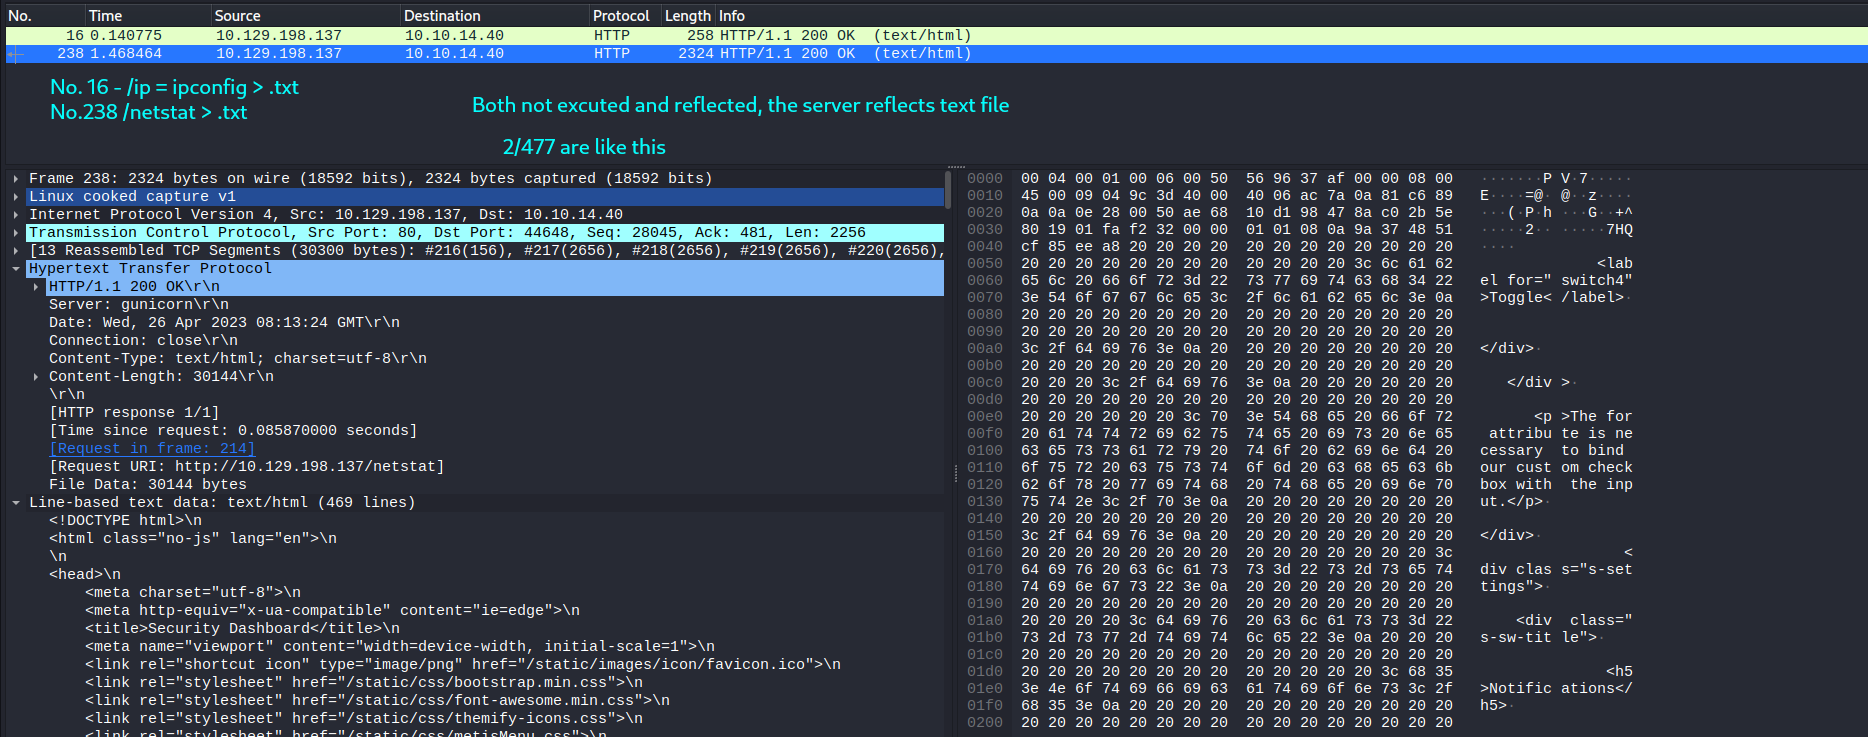 No. Time Source Destination Protocol Length Info
16 0.140775 10.129.198.137 10.10.14.40 HTTP 258 HTTP/1.1 200 OK (text/html)
238 1.468464 10.129.198.137 10.10.14.40 HTTP 2324 HTTP/1.1 200 OK (text/html)
No. 16 - /ip = ipconfig > .txt
No.238 /netstat > .txt
Both not excuted and reflected, the server reflects text file
2/477 are like this
Frame 238: 2324 bytes on wire (18592 bits), 2324 bytes captured (18592 bits)
Linux cooked capture v1
Internet Protocol Version 4, Src: 10.129.198.137, Dst: 10.10.14.40
Transmission Control Protocol, Src Port: 80, Dst Port: 44648, Seq: 28045, Ack: 481, Len: 2256
[13 Reassembled TCP Segments (30300 bytes): #216(156), #217(2656), #218(2656), #219(2656), #220(2656),
Hypertext Transfer Protocol
HTTP/1.1 200 OK\r\n
Server: gunicorn\r\n
Date: Wed, 26 Apr 2023 08:13:24 GMT\r\n
Connection: close\r\n
Content-Type: text/html; charset=utf-8\r\n
Content-Length: 30144\r\n
\r\n
[HTTP response 1/1]
[Time since request: 0.085870000 seconds]
[Request in frame: 214]
[Request URI: http://10.129.198.137/netstat]
File Data: 30144 bytes
Line-based text data: text/html (469 lines)
<!DOCTYPE html>\n
<html class="no-js" lang="en">\n
\n
<head>\n
<meta charset="utf-8">\n
<meta http-equiv="x-ua-compatible" content="ie=edge">\n
<title>Security Dashboard</title>\n
<meta name="viewport" content="width=device-width, initial-scale=1">\n
<link rel="shortcut icon" type="image/png" href="/static/images/icon/favicon.ico">\n
<link rel="stylesheet" href="/static/css/bootstrap.min.css">\n
<link rel="stylesheet" href="/static/css/font-awesome.min.css">\n
<link rel="stylesheet" href="/static/css/themify-icons.css">\n
<link rel="stylesheet" href="/static/css/metisMenu.css">\n
0000 00 04 00 01 00 06 00 50 56 96 37 af 00 00 08 00 ·······P V·7·····
0010 45 00 09 04 9c 3d 40 00 40 06 ac 7a 0a 81 c6 89 E····=@· @··z····
0020 0a 0a 0e 28 00 50 ae 68 10 d1 98 47 8a c0 2b 5e ···(·P·h ···G··+^
0030 80 19 01 fa f2 32 00 00 01 01 08 0a 9a 37 48 51 ·····2·· ·····7HQ
0040 cf 85 ee a8 20 20 20 20 20 20 20 20 20 20 20 20 ····
0050 20 20 20 20 20 20 20 20 20 20 20 20 3c 6c 61 62 <lab
0060 65 6c 20 66 6f 72 3d 22 73 77 69 74 63 68 34 22 el for=" switch4"
0070 3e 54 6f 67 67 6c 65 3c 2f 6c 61 62 65 6c 3e 0a >Toggle< /label>·
0080 20 20 20 20 20 20 20 20 20 20 20 20 20 20 20 20
0090 20 20 20 20 20 20 20 20 20 20 20 20 20 20 20 20
00a0 3c 2f 64 69 76 3e 0a 20 20 20 20 20 20 20 20 20 </div>·
00b0 20 20 20 20 20 20 20 20 20 20 20 20 20 20 20 20
00c0 20 20 20 3c 2f 64 69 76 3e 0a 20 20 20 20 20 20 </div >·
00d0 20 20 20 20 20 20 20 20 20 20 20 20 20 20 20 20
00e0 20 20 20 20 20 20 3c 70 3e 54 68 65 20 66 6f 72 <p >The for
00f0 20 61 74 74 72 69 62 75 74 65 20 69 73 20 6e 65 attribu te is ne
0100 63 65 73 73 61 72 79 20 74 6f 20 62 69 6e 64 20 cessary to bind
0110 6f 75 72 20 63 75 73 74 6f 6d 20 63 68 65 63 6b our cust om check
0120 62 6f 78 20 77 69 74 68 20 74 68 65 20 69 6e 70 box with the inp
0130 75 74 2e 3c 2f 70 3e 0a 20 20 20 20 20 20 20 20 ut.</p>·
0140 20 20 20 20 20 20 20 20 20 20 20 20 20 20 20 20
0150 3c 2f 64 69 76 3e 0a 20 20 20 20 20 20 20 20 20 </div>·
0160 20 20 20 20 20 20 20 20 20 20 20 20 20 20 20 3c <
0170 64 69 76 20 63 6c 61 73 73 3d 22 73 2d 73 65 74 div clas s="s-set
0180 74 69 6e 67 73 22 3e 0a 20 20 20 20 20 20 20 20 tings">·
0190 20 20 20 20 20 20 20 20 20 20 20 20 20 20 20 20
01a0 20 20 20 20 3c 64 69 76 20 63 6c 61 73 73 3d 22 <div class="
01b0 73 2d 73 77 2d 74 69 74 6c 65 22 3e 0a 20 20 20 s-sw-tit le">·
01c0 20 20 20 20 20 20 20 20 20 20 20 20 20 20 20 20
01d0 20 20 20 20 20 20 20 20 20 20 20 20 20 3c 68 35 <h5
01e0 3e 4e 6f 74 69 66 69 63 61 74 69 6f 6e 73 3c 2f >Notific ations</
01f0 68 35 3e 0a 20 20 20 20 20 20 20 20 20 20 20 20 h5>·
0200 20 20 20 20 20 20 20 20 20 20 20 20 20 20 20 20